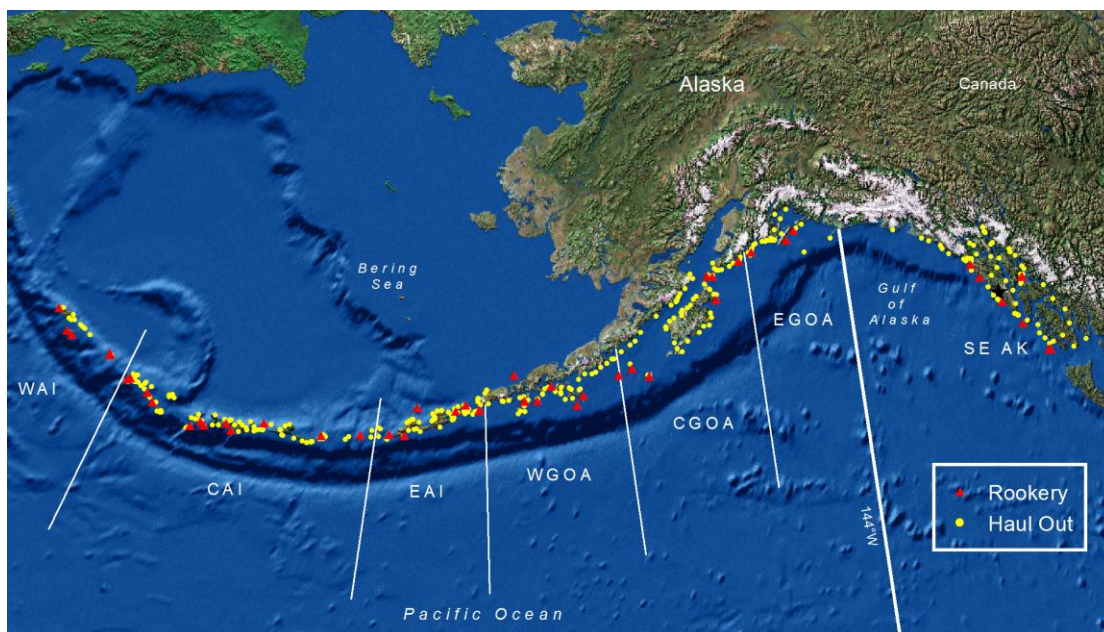 Alaska
Canada
Bering
Sea
Gulf
of
Alaska
EGOA
SE AK
WAI
CGOA
WGOA
CAI
EAI
144°W
Rookery
Haul Out
Pacific Ocean